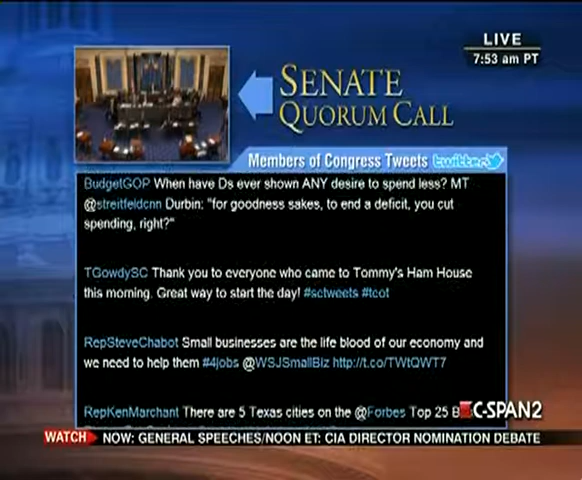 LIVE
7:53 am PT
SENATE
QUORUM CALL
Members of Congress Tweets twitter
BudgetGOP When have Ds ever shown ANY desire to spend less? MT
@streitfeldcnn Durbin: "for goodness sakes, to end a deficit, you cut
spending, right?"
TGowdySC Thank you to everyone who came to Tommy's Ham House
this morning. Great way to start the day! #sctweets #tcot
RepSteveChabot Small businesses are the life blood of our economy and
we need to help them #4jobs @WSJSmallBiz http://t.co/TWtQWT7
RepKenMarchant There are 5 Texas cities on the @Forbes Top 25 B
C-SPAN2
WATCH NOW: GENERAL SPEECHES/NOON ET: CIA DIRECTOR NOMINATION DEBATE